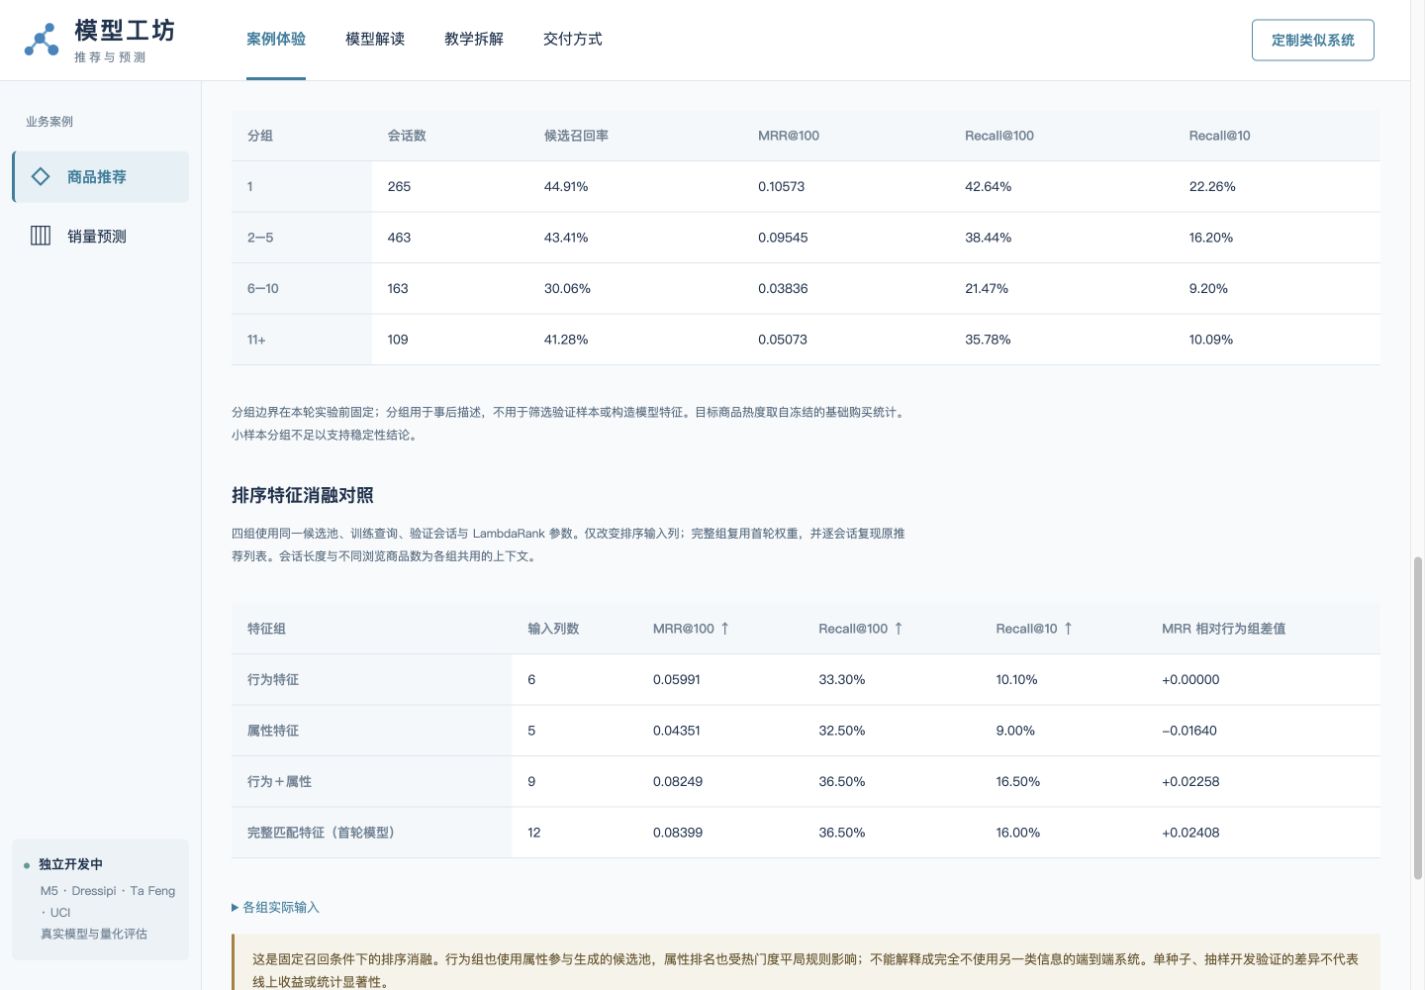 模型工坊
推荐与预测
案例体验 模型解读 教学拆解 交付方式
定制类似系统
业务案例
商品推荐
销量预测
分组 会话数 候选召回率 MRR@100 Recall@100 Recall@10
1 265 44.91% 0.10573 42.64% 22.26%
2—5 463 43.41% 0.09545 38.44% 16.20%
6—10 163 30.06% 0.03836 21.47% 9.20%
11+ 109 41.28% 0.05073 35.78% 10.09%
分组边界在本轮实验前固定；分组用于事后描述，不用于筛选验证样本或构造模型特征。目标商品热度取自冻结的基础购买统计。
小样本分组不足以支持稳定性结论。
排序特征消融对照
四组使用同一候选池、训练查询、验证会话与 LambdaRank 参数。仅改变排序输入列；完整组复用首轮权重，并逐会话复现原推
荐列表。会话长度与不同浏览商品数为各组共用的上下文。
特征组 输入列数 MRR@100 ↑ Recall@100 ↑ Recall@10 ↑ MRR 相对行为组差值
行为特征 6 0.05991 33.30% 10.10% +0.00000
属性特征 5 0.04351 32.50% 9.00% −0.01640
行为＋属性 9 0.08249 36.50% 16.50% +0.02258
完整匹配特征（首轮模型） 12 0.08399 36.50% 16.00% +0.02408
▶ 各组实际输入
这是固定召回条件下的排序消融。行为组也使用属性参与生成的候选池，属性排名也受热门度平局规则影响；不能解释成完全不使用另一类信息的端到端系统。单种子、抽样开发验证的差异不代表
线上收益或统计显著性。
独立开发中
M5 · Dressipi · Ta Feng
· UCI
真实模型与量化评估